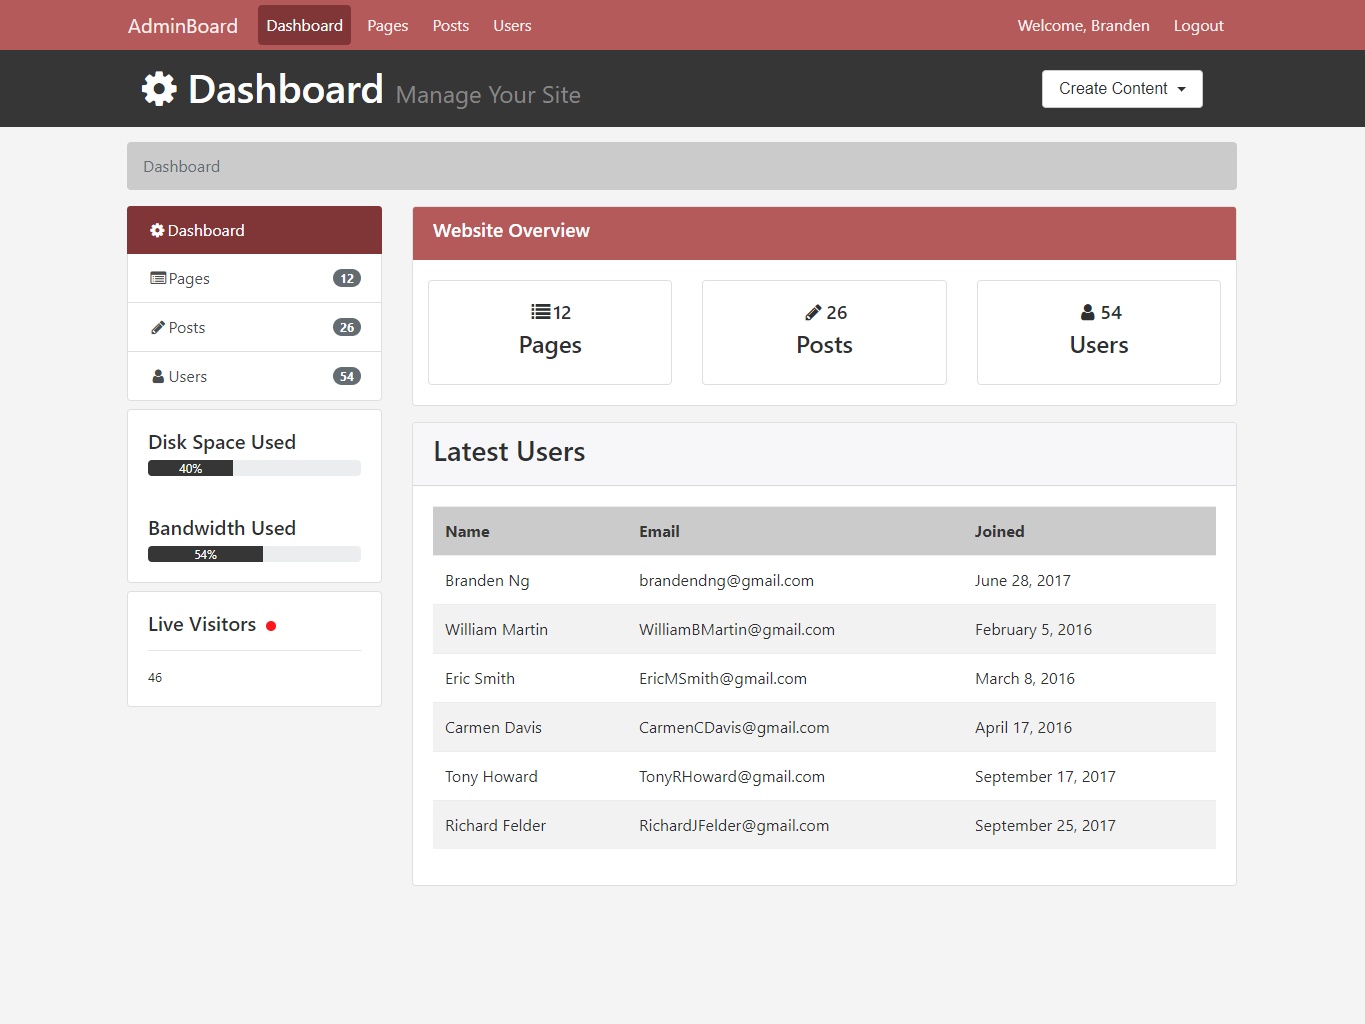 AdminBoard Dashboard Pages Posts Users Welcome, Branden Logout
Dashboard Manage Your Site Create Content
Dashboard
Dashboard
Pages 12
Posts 26
Users 54
Disk Space Used
40%
Bandwidth Used
54%
Live Visitors
46
Website Overview
12 26 54
Pages Posts Users
Latest Users
Name Email Joined
Branden Ng brandendng@gmail.com June 28, 2017
William Martin WilliamBMartin@gmail.com February 5, 2016
Eric Smith EricMSmith@gmail.com March 8, 2016
Carmen Davis CarmenCDavis@gmail.com April 17, 2016
Tony Howard TonyRHoward@gmail.com September 17, 2017
Richard Felder RichardJFelder@gmail.com September 25, 2017